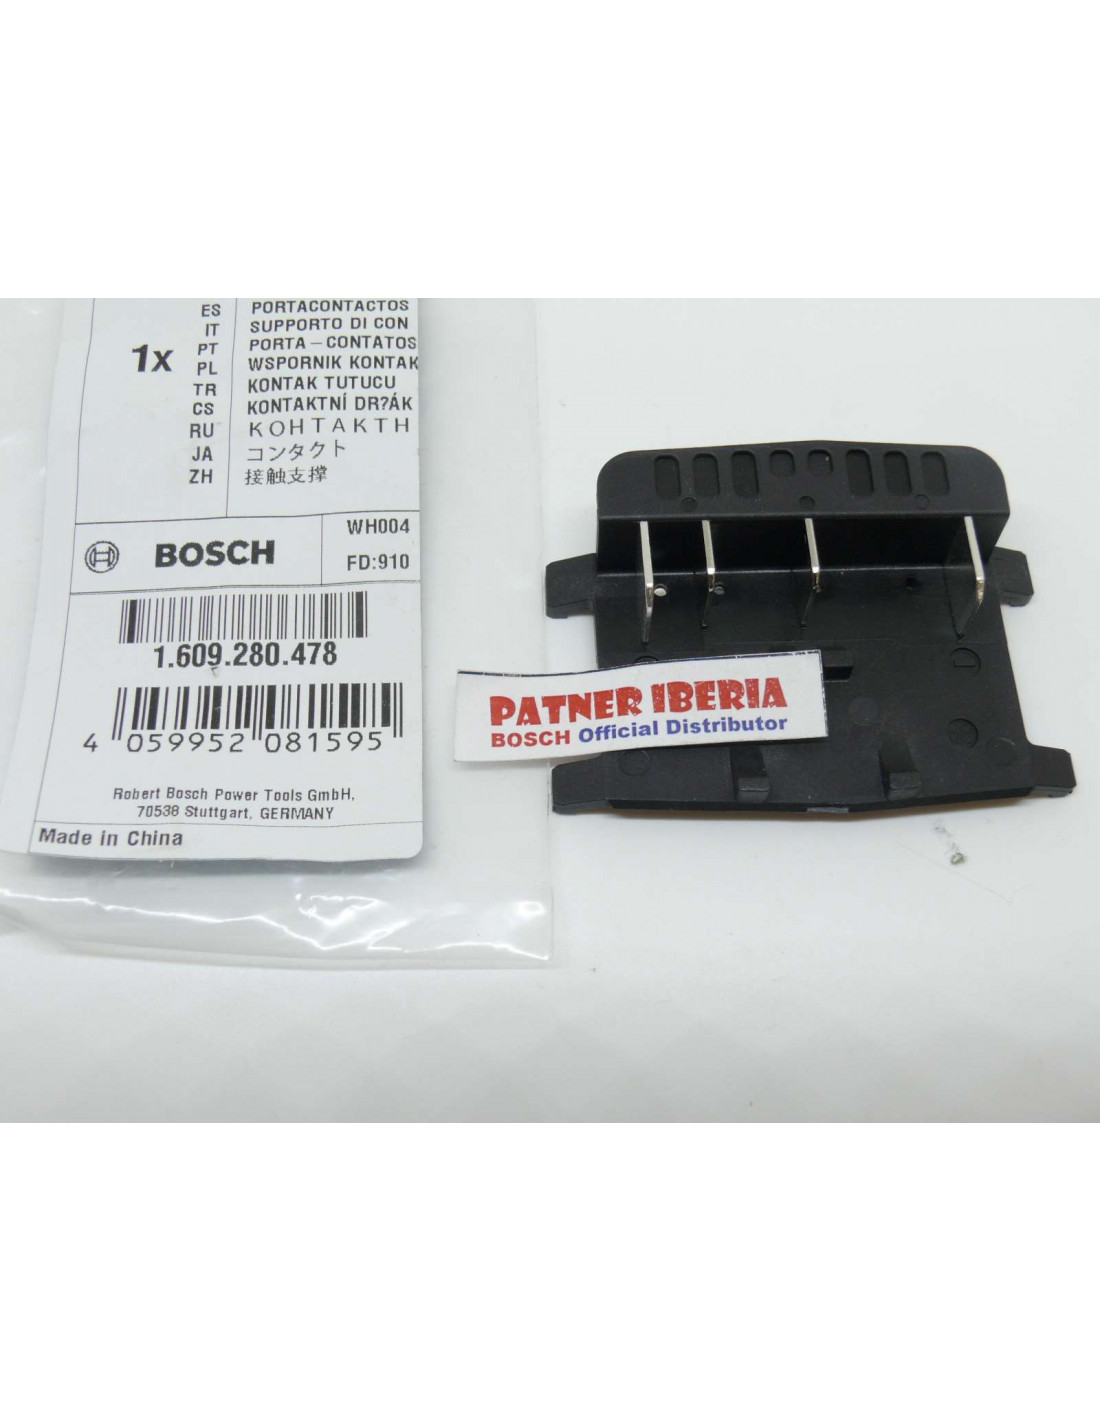 ES PORTACONTACTOS
IT SUPPORTO DI CON
PT PORTA-CONTATOS
PL WSPORNIK KONTAK
TR KONTAK TUTUCU
CS KONTAKTNÍ DR?ÁK
RU КОНТАКТН
JA コンタクト
ZH 接触支撑
1x
BOSCH
WH004
FD:910
1.609.280.478
4 059952 081595
Robert Bosch Power Tools GmbH,
70538 Stuttgart, GERMANY
Made in China
PATNER IBERIA
BOSCH Official Distributor